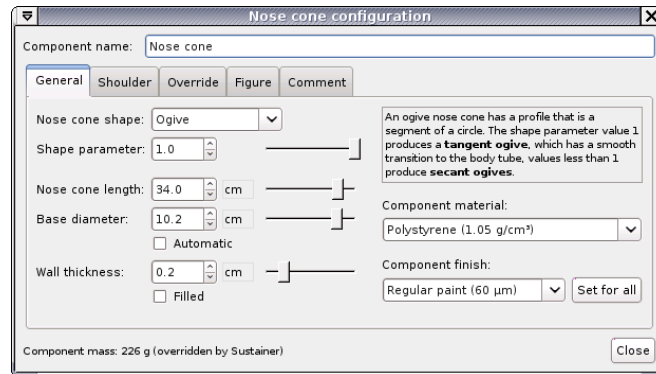 Nose cone configuration
Component name: Nose cone
General Shoulder Override Figure Comment
Nose cone shape: Ogive
Shape parameter: 1.0
Nose cone length: 34.0 cm
Base diameter: 10.2 cm
Automatic
Wall thickness: 0.2 cm
Filled
An ogive nose cone has a profile that is a
segment of a circle. The shape parameter value 1
produces a tangent ogive, which has a smooth
transition to the body tube, values less than 1
produce secant ogives.
Component material:
Polystyrene (1.05 g/cm³)
Component finish:
Regular paint (60 μm) Set for all
Component mass: 226 g (overridden by Sustainer)
Close